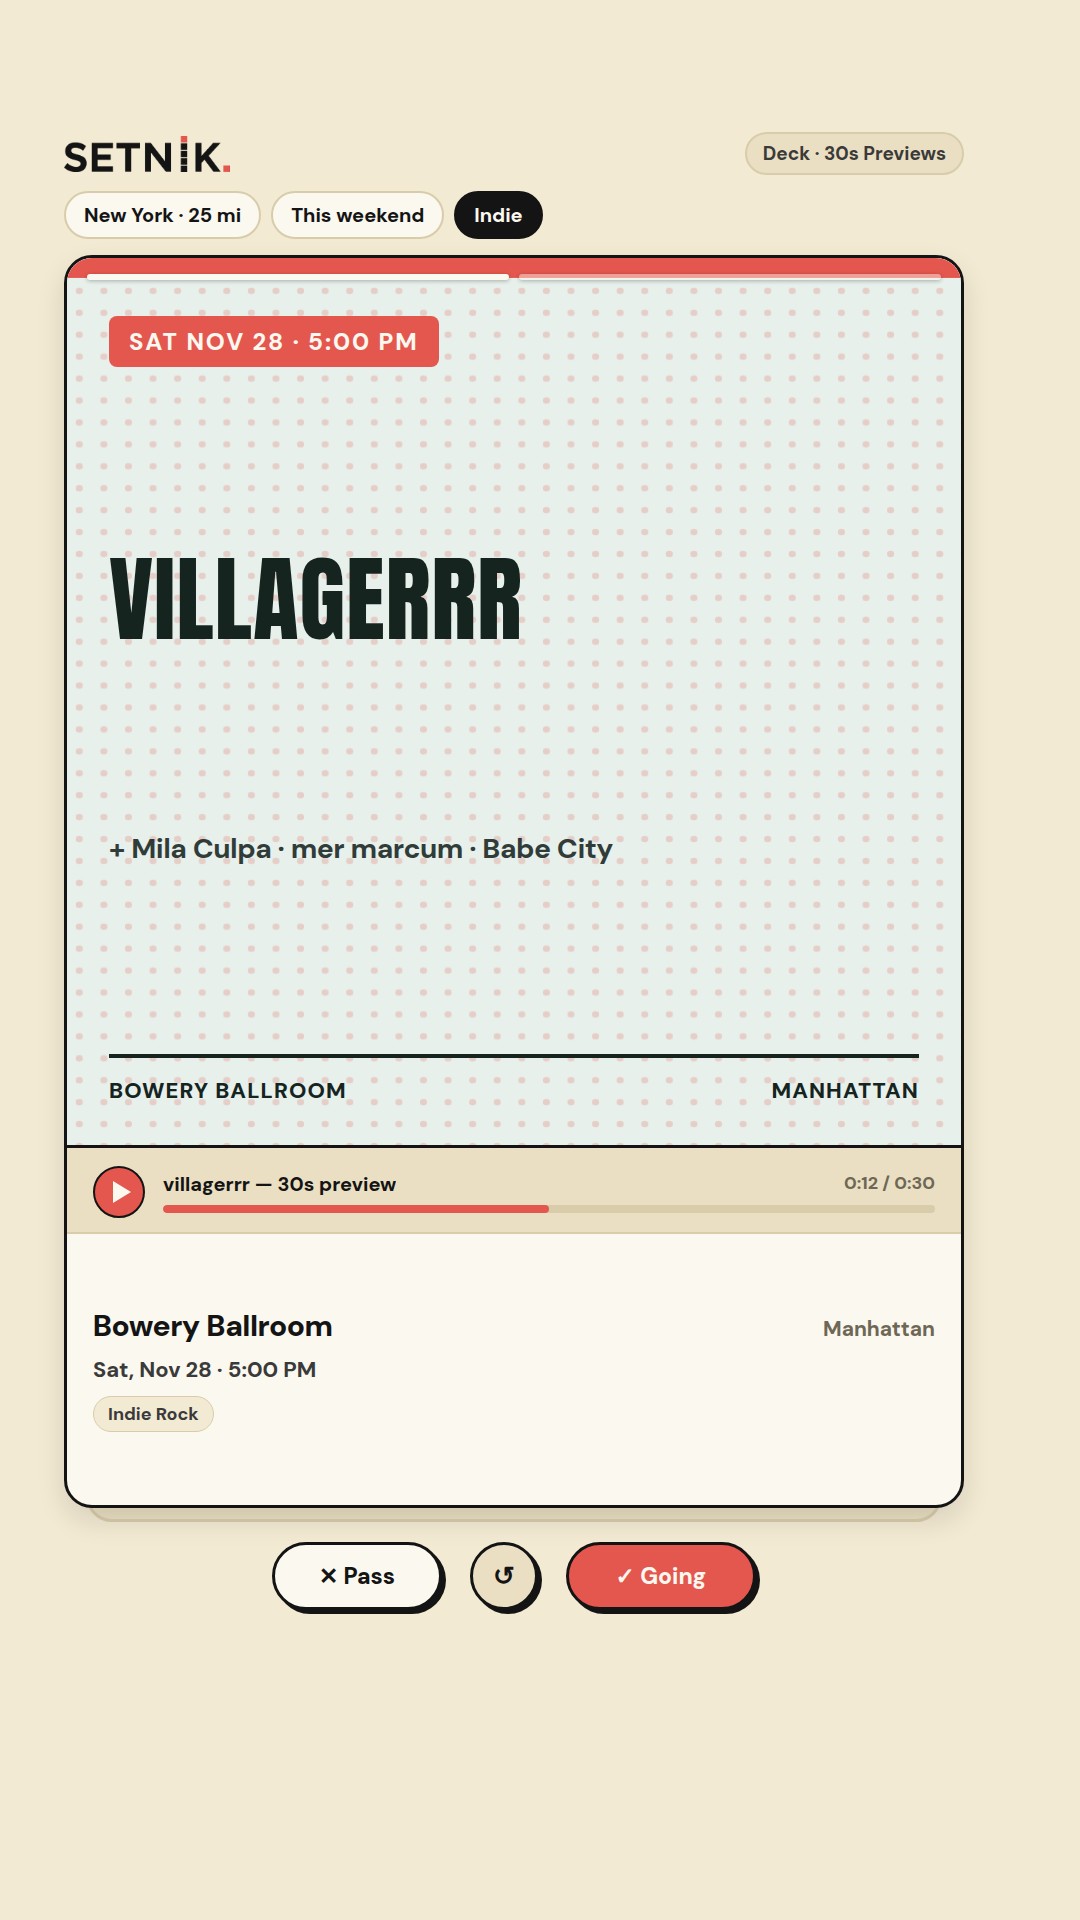 SETNIK.
Deck · 30s Previews
New York · 25 mi
This weekend
Indie
SAT NOV 28 · 5:00 PM
VILLAGERRR
+ Mila Culpa · mer marcum · Babe City
BOWERY BALLROOM
MANHATTAN
villagerrr — 30s preview
0:12 / 0:30
Bowery Ballroom
Manhattan
Sat, Nov 28 · 5:00 PM
Indie Rock
✕ Pass
↺
✓ Going